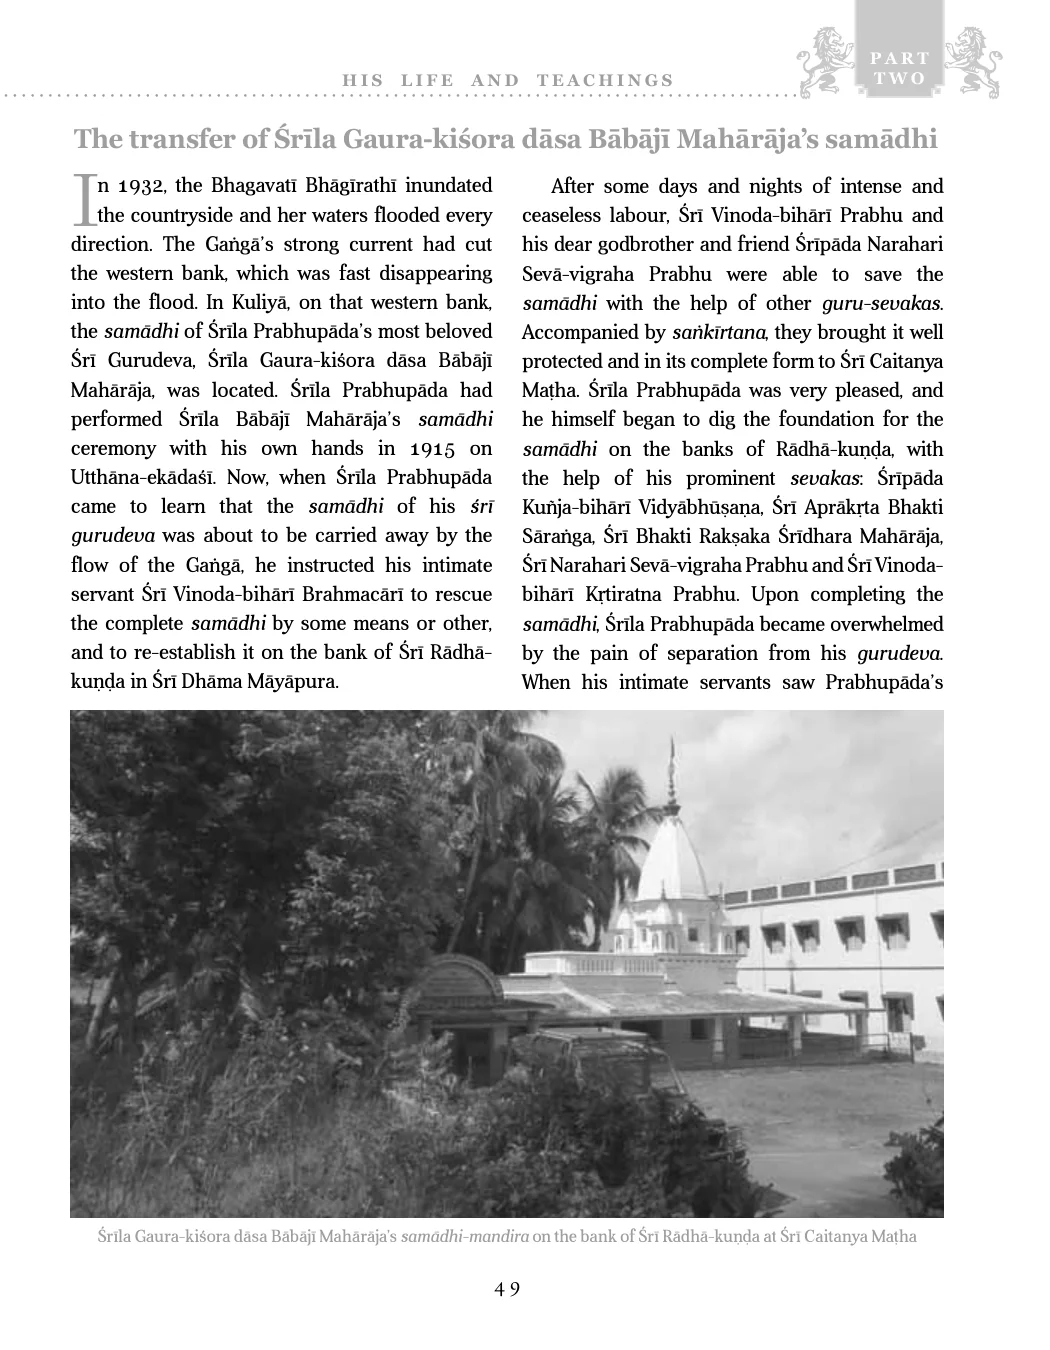 HIS LIFE AND TEACHINGS
PART
TWO
The transfer of Śrīla Gaura-kiśora dāsa Bābājī Mahārāja’s samādhi
In 1932, the Bhagavatī Bhāgīrathī inundated
the countryside and her waters flooded every
direction. The Gaṅgā’s strong current had cut
the western bank, which was fast disappearing
into the flood. In Kuliyā, on that western bank,
the samādhi of Śrīla Prabhupāda’s most beloved
Śrī Gurudeva, Śrīla Gaura-kiśora dāsa Bābājī
Mahārāja, was located. Śrīla Prabhupāda had
performed Śrīla Bābājī Mahārāja’s samādhi
ceremony with his own hands in 1915 on
Utthāna-ekādaśī. Now, when Śrīla Prabhupāda
came to learn that the samādhi of his śrī
gurudeva was about to be carried away by the
flow of the Gaṅgā, he instructed his intimate
servant Śrī Vinoda-bihārī Brahmacārī to rescue
the complete samādhi by some means or other,
and to re-establish it on the bank of Śrī Rādhā-
kuṇḍa in Śrī Dhāma Māyāpura.
After some days and nights of intense and
ceaseless labour, Śrī Vinoda-bihārī Prabhu and
his dear godbrother and friend Śrīpāda Narahari
Sevā-vigraha Prabhu were able to save the
samādhi with the help of other guru-sevakas.
Accompanied by saṅkīrtana, they brought it well
protected and in its complete form to Śrī Caitanya
Maṭha. Śrīla Prabhupāda was very pleased, and
he himself began to dig the foundation for the
samādhi on the banks of Rādhā-kuṇḍa, with
the help of his prominent sevakas: Śrīpāda
Kuñja-bihārī Vidyābhūṣaṇa, Śrī Aprākṛta Bhakti
Sāraṅga, Śrī Bhakti Rakṣaka Śrīdhara Mahārāja,
Śrī Narahari Sevā-vigraha Prabhu and Śrī Vinoda-
bihārī Kṛtiratna Prabhu. Upon completing the
samādhi, Śrīla Prabhupāda became overwhelmed
by the pain of separation from his gurudeva.
When his intimate servants saw Prabhupāda’s
Śrīla Gaura-kiśora dāsa Bābājī Mahārāja’s samādhi-mandira on the bank of Śrī Rādhā-kuṇḍa at Śrī Caitanya Maṭha
49